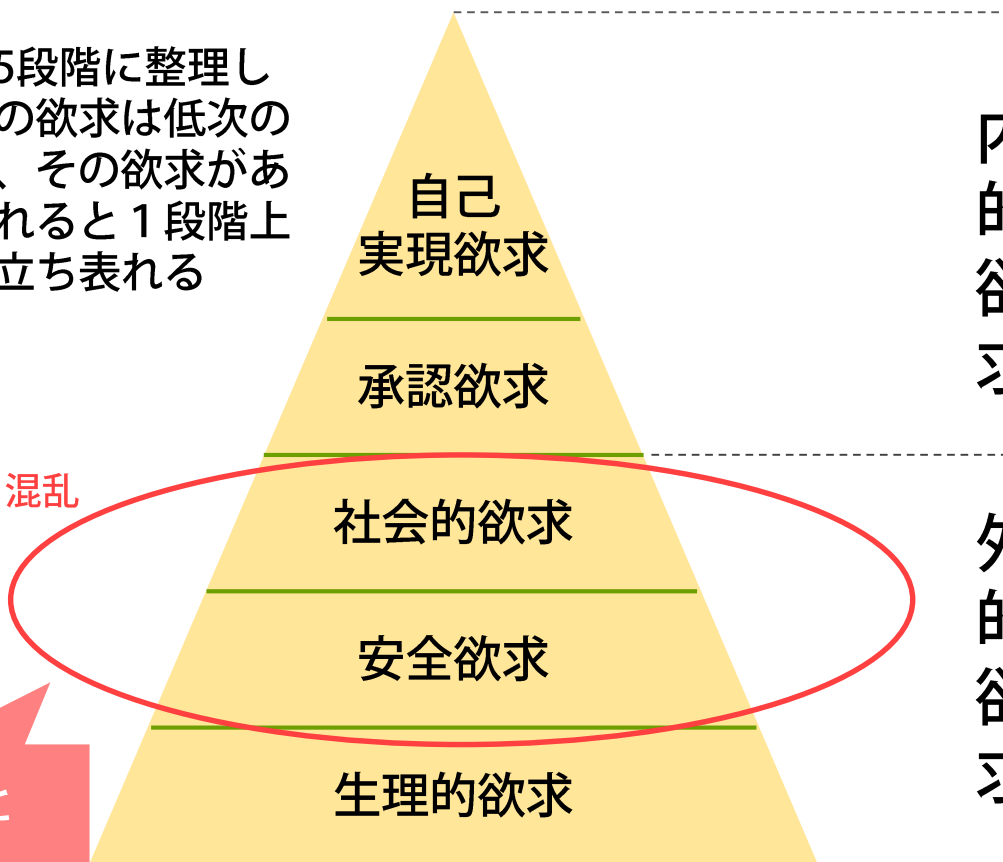 5段階に整理し
の欲求は低次の
、その欲求があ
れると１段階上
立ち表れる
自己
実現欲求
承認欲求
混乱
社会的欲求
安全欲求
生理的欲求
と